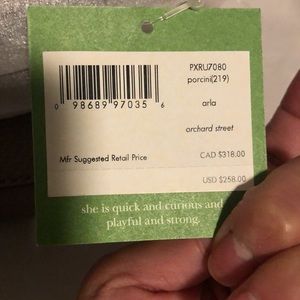 PXRU7080
porcini(219)
0 98689 97035 6
arla
orchard street
Mfr Suggested Retail Price
CAD $318.00
USD $258.00
she is quick and curious and
playful and strong.